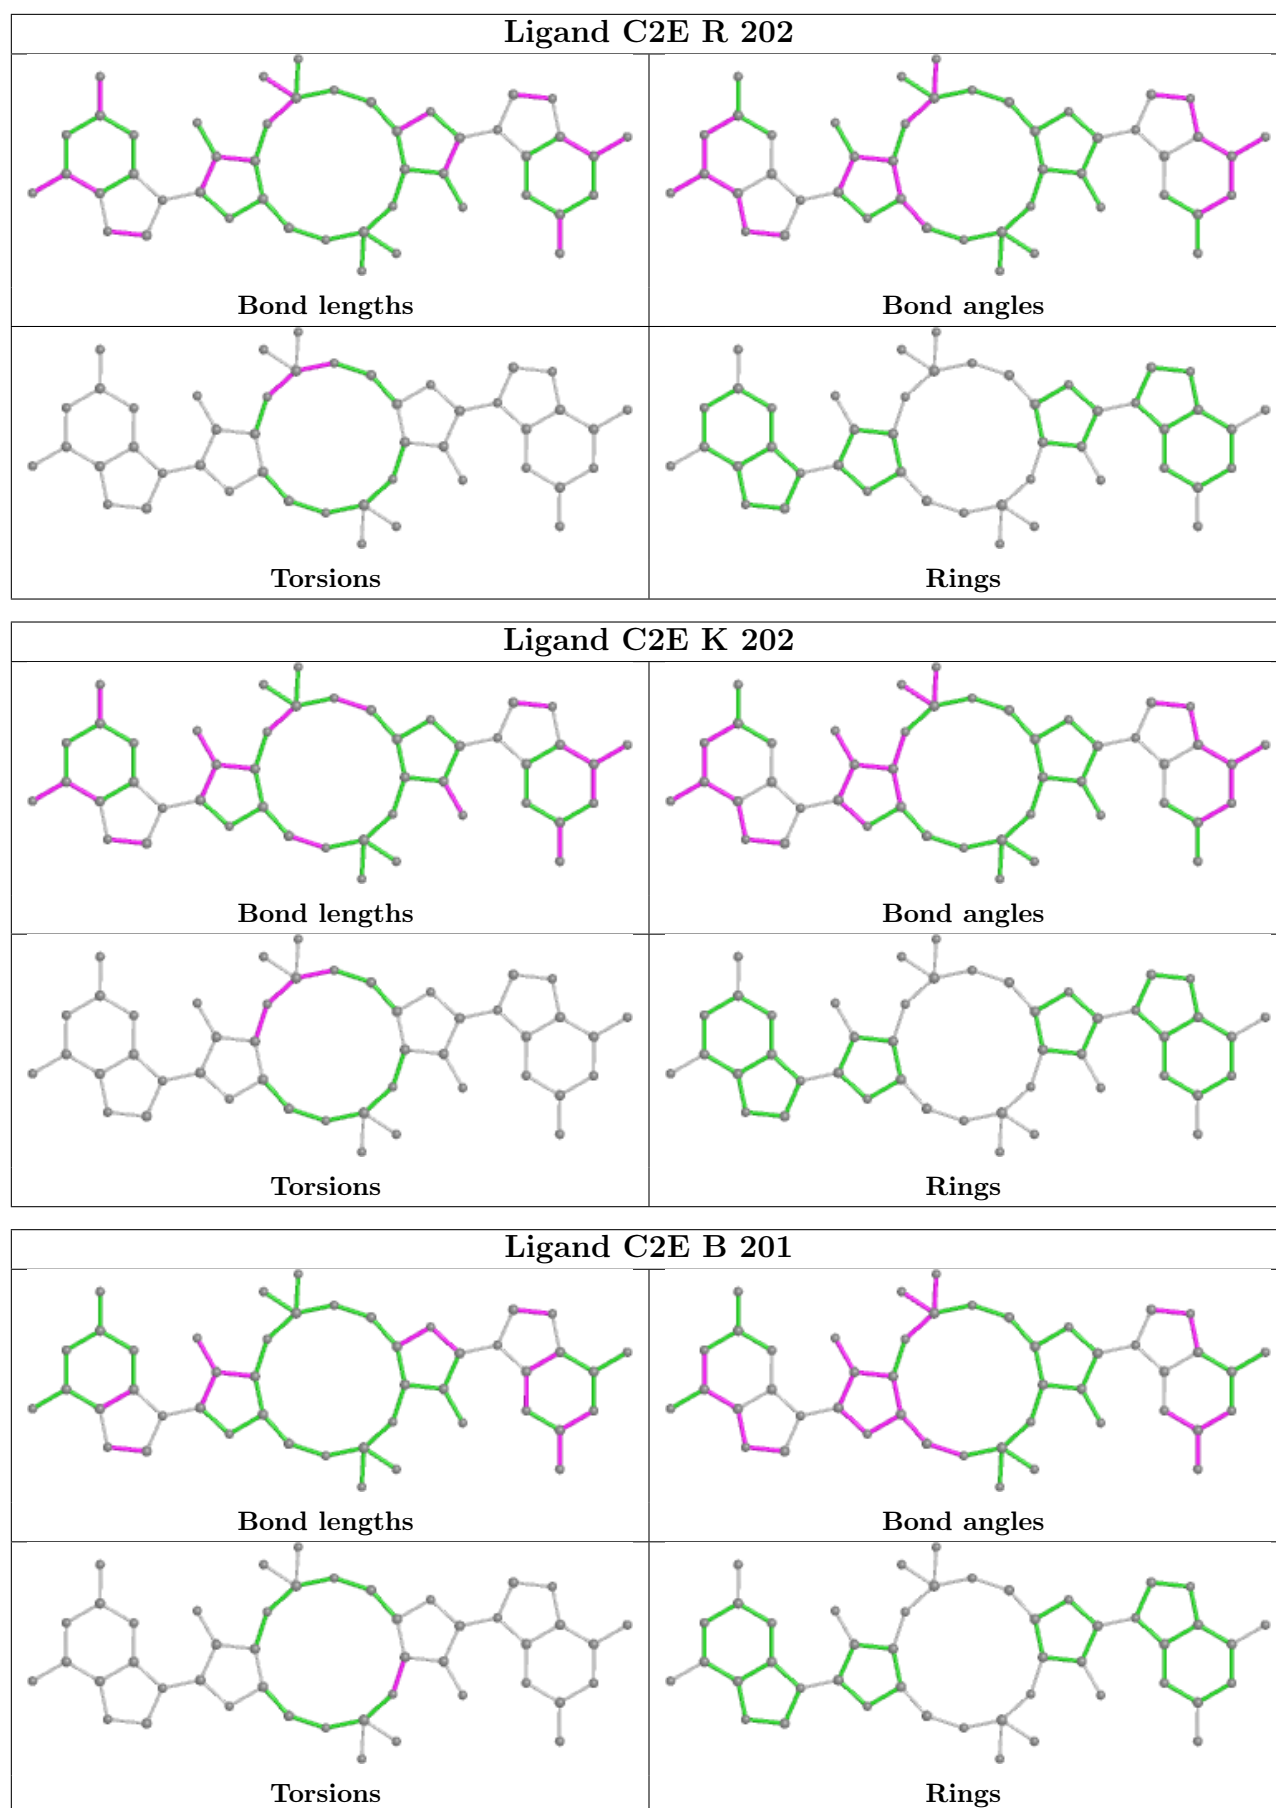 Ligand C2E R 202
Bond lengths
Bond angles
Torsions
Rings
Ligand C2E K 202
Bond lengths
Bond angles
Torsions
Rings
Ligand C2E B 201
Bond lengths
Bond angles
Torsions
Rings